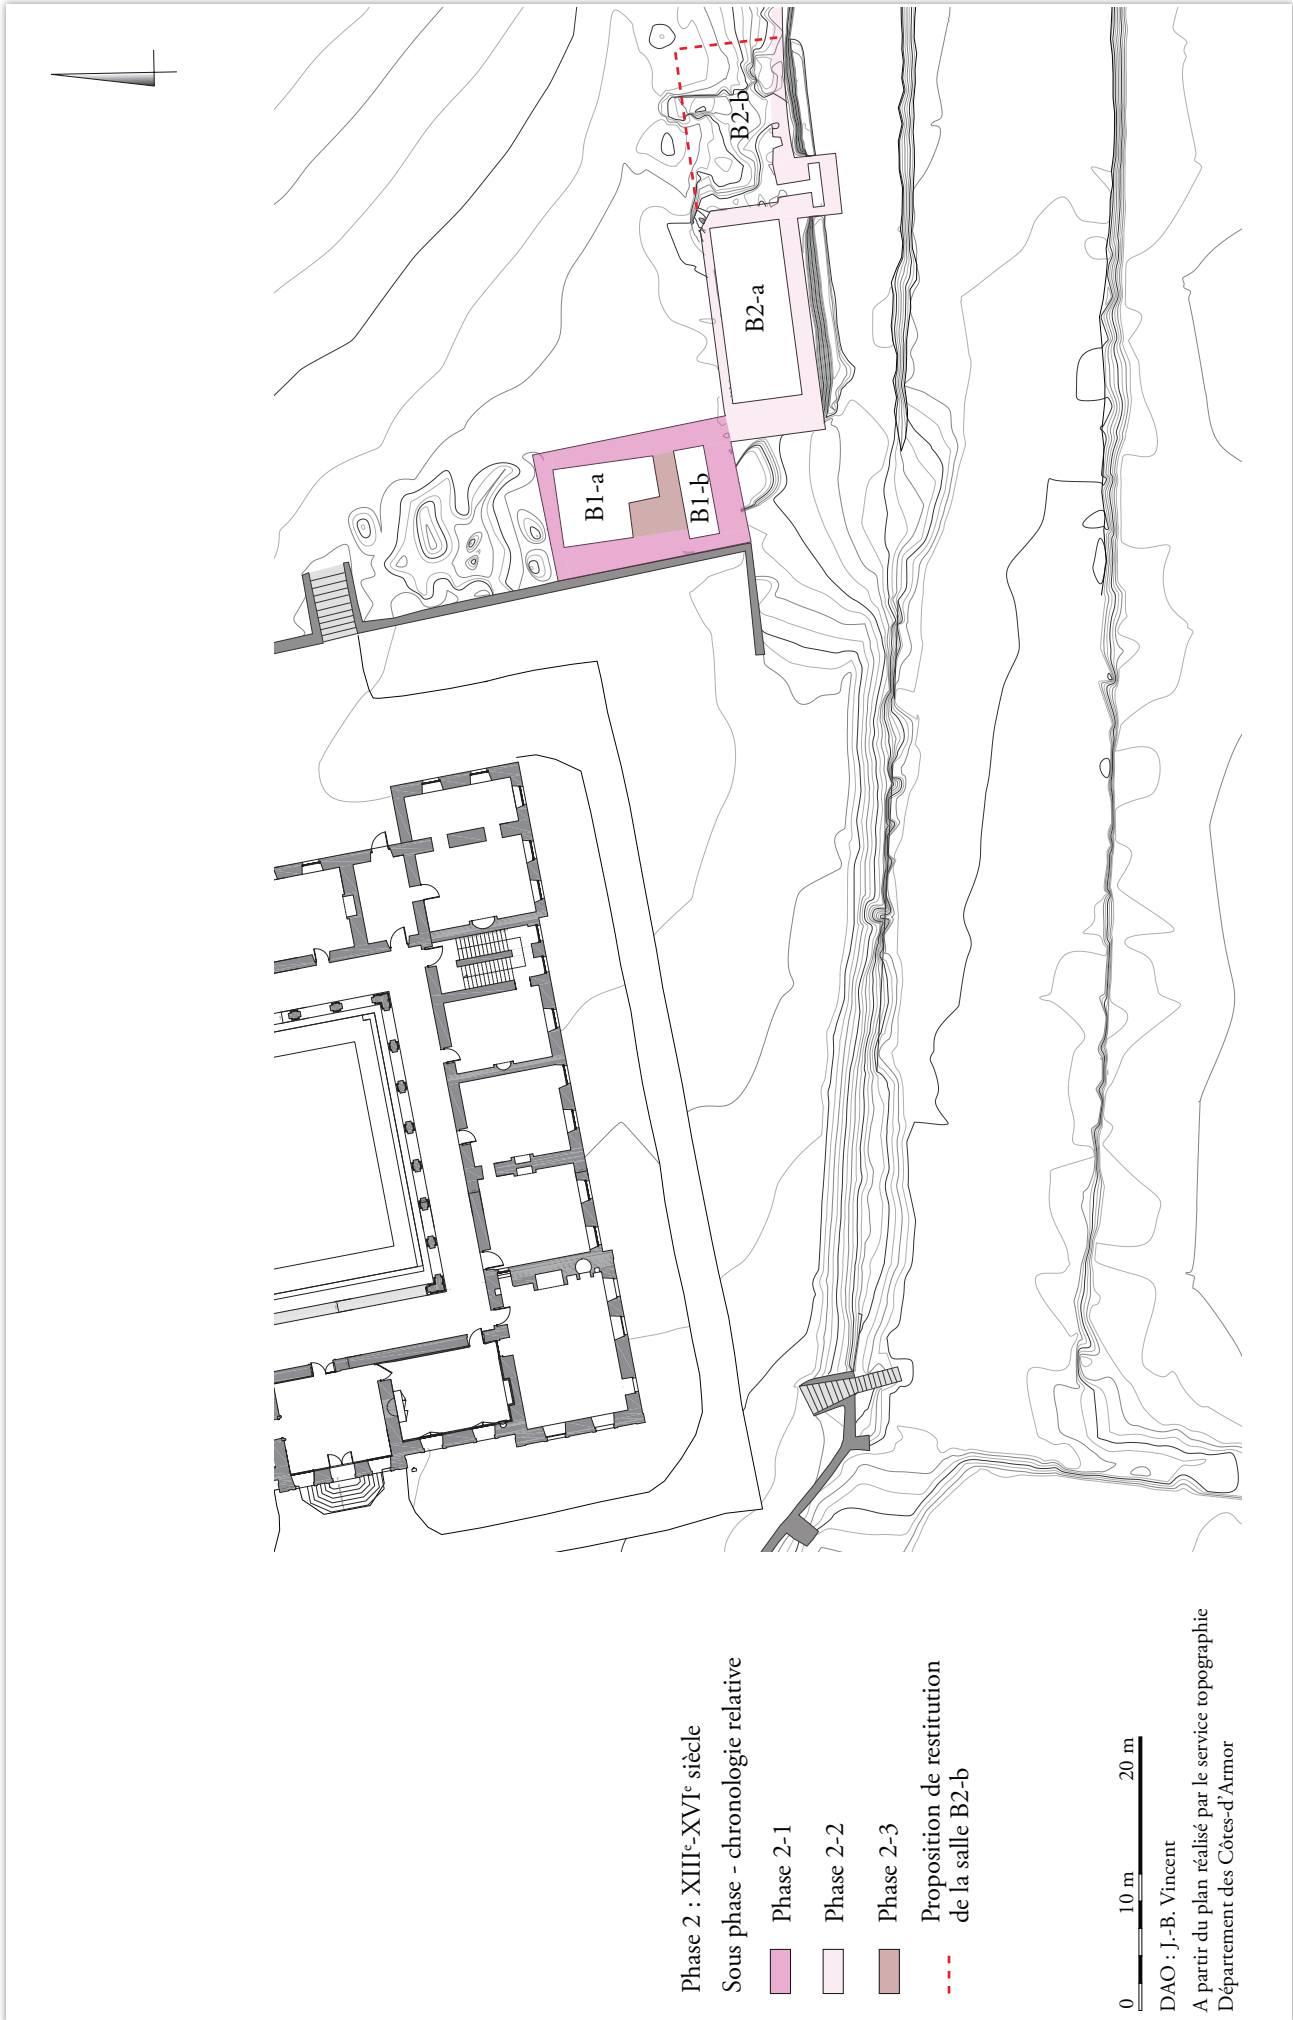 B2-b
B2-a
B1-a
B1-b
Phase 2 : XIIIᵉ-XVIᵉ siècle
Sous phase - chronologie relative
Phase 2-1
Phase 2-2
Phase 2-3
Proposition de restitution
de la salle B2-b
0 10 m 20 m
DAO : J.-B. Vincent
A partir du plan réalisé par le service topographie
Département des Côtes-d'Armor